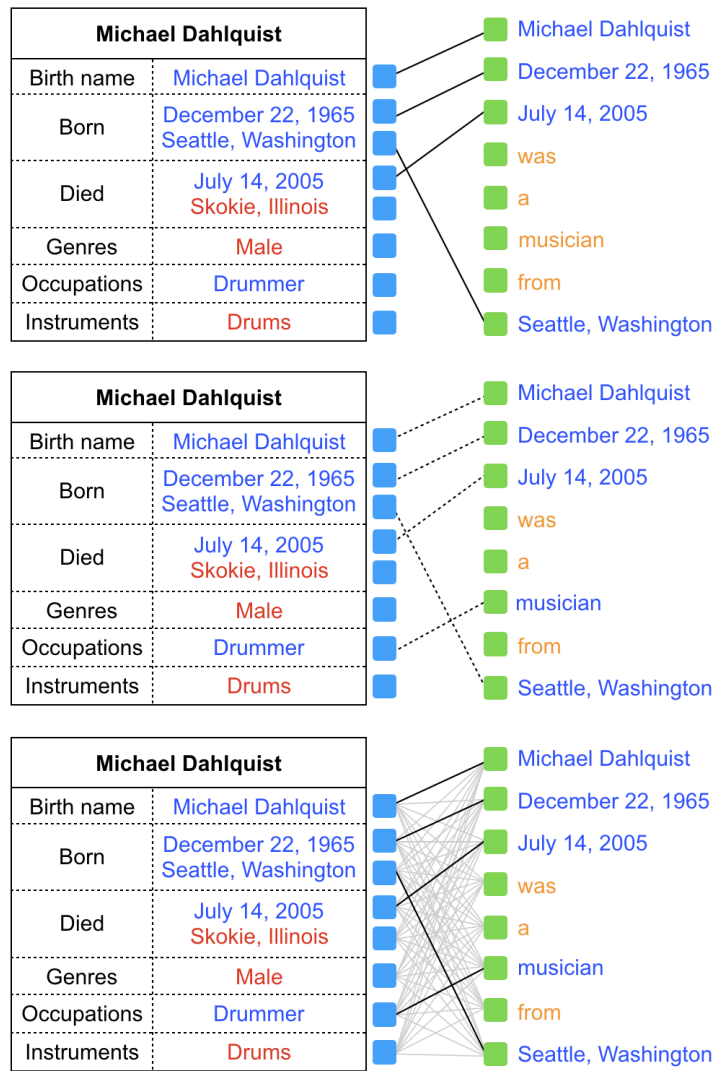 Michael Dahlquist
Birth name Michael Dahlquist
Born December 22, 1965
Seattle, Washington
Died July 14, 2005
Skokie, Illinois
Genres Male
Occupations Drummer
Instruments Drums
Michael Dahlquist
December 22, 1965
July 14, 2005
was
a
musician
from
Seattle, Washington
Michael Dahlquist
Birth name Michael Dahlquist
Born December 22, 1965
Seattle, Washington
Died July 14, 2005
Skokie, Illinois
Genres Male
Occupations Drummer
Instruments Drums
Michael Dahlquist
December 22, 1965
July 14, 2005
was
a
musician
from
Seattle, Washington
Michael Dahlquist
Birth name Michael Dahlquist
Born December 22, 1965
Seattle, Washington
Died July 14, 2005
Skokie, Illinois
Genres Male
Occupations Drummer
Instruments Drums
Michael Dahlquist
December 22, 1965
July 14, 2005
was
a
musician
from
Seattle, Washington